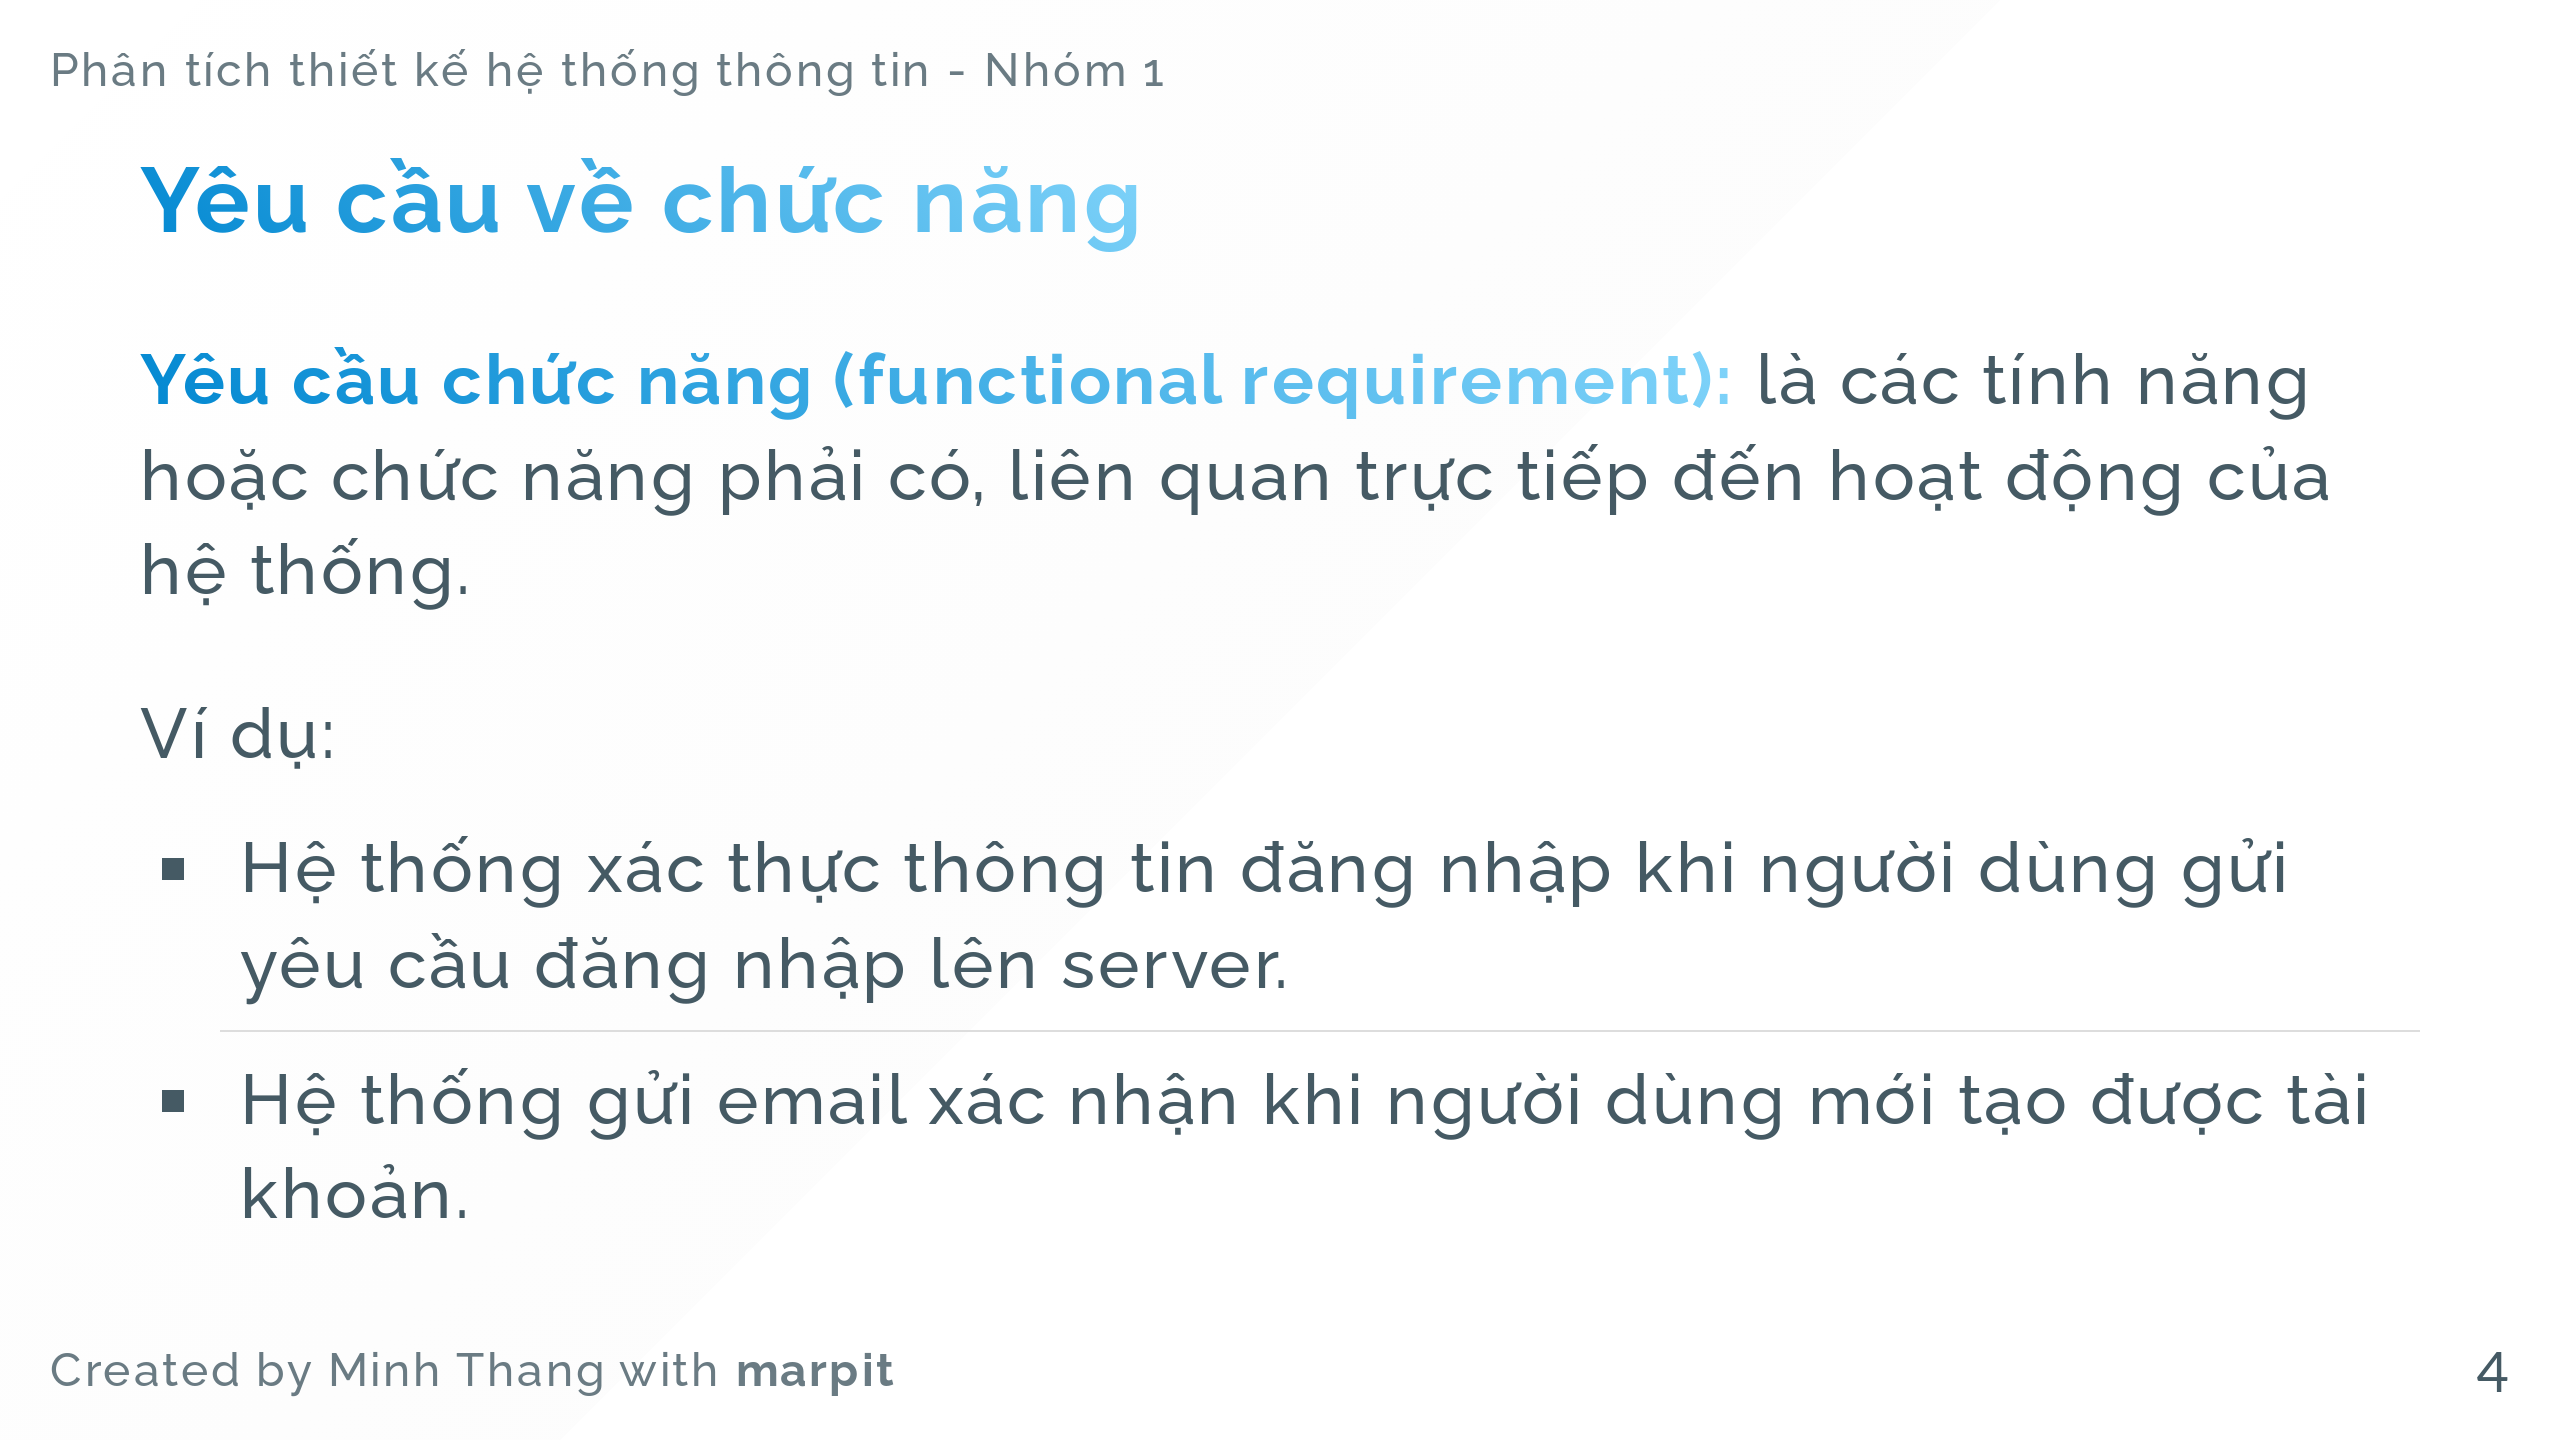 Phân tích thiết kế hệ thống thông tin - Nhóm 1
Yêu cầu về chức năng
Yêu cầu chức năng (functional requirement): là các tính năng
hoặc chức năng phải có, liên quan trực tiếp đến hoạt động của
hệ thống.
Ví dụ:
▪ Hệ thống xác thực thông tin đăng nhập khi người dùng gửi
yêu cầu đăng nhập lên server.
▪ Hệ thống gửi email xác nhận khi người dùng mới tạo được tài
khoản.
Created by Minh Thang with marpit
4